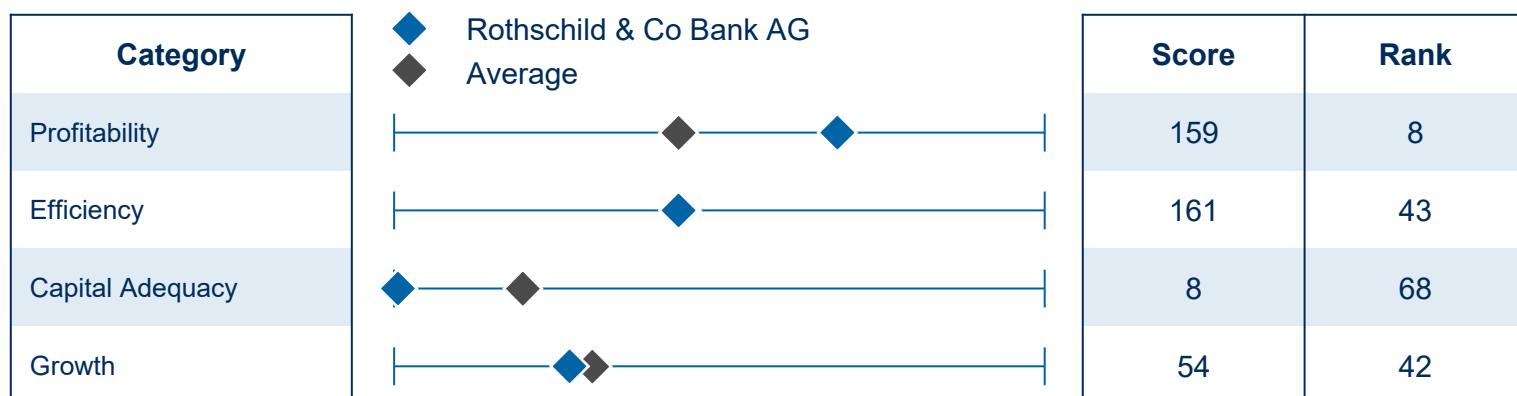 Category
Rothschild & Co Bank AG
Average
Score Rank
Profitability 159 8
Efficiency 161 43
Capital Adequacy 8 68
Growth 54 42